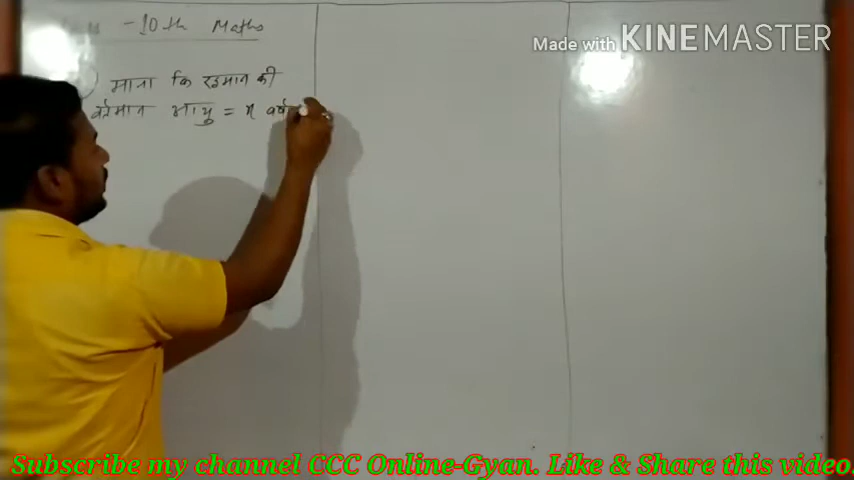 -10th Maths
Made with KINEMASTER
माना कि रहमान की
वर्तमान आयु = x वर्ष
Subscribe my channel CCC Online-Gyan. Like & Share this video.